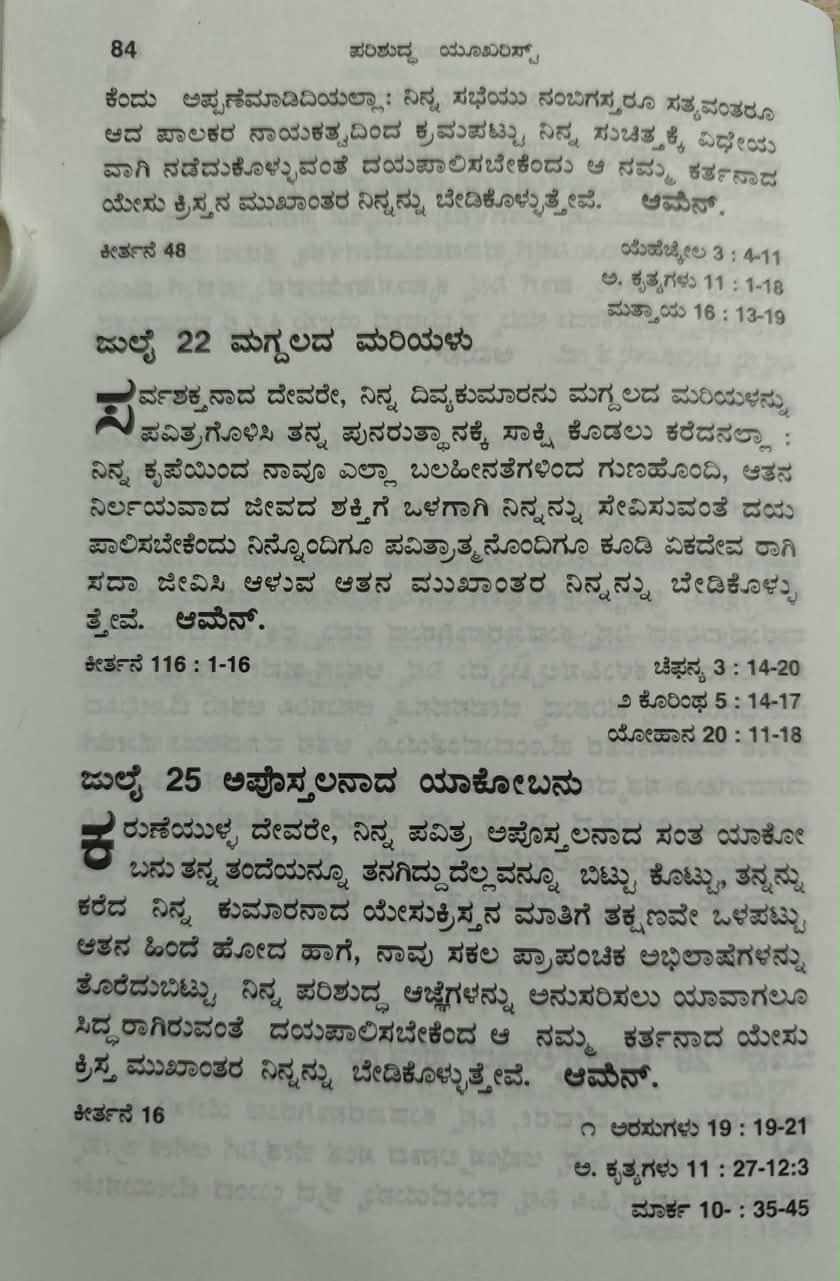 84 ಪರಿಶುದ್ಧ ಯೂಖರಿಸ್ಟ್
ಕೆಂದು ಅಪ್ಪಣೆಮಾಡಿದಿಯಲ್ಲಾ: ನಿನ್ನ ಸಭೆಯು ನಂಬಿಗಸ್ತರೂ ಸತ್ಯವಂತರೂ
ಆದ ಪಾಲಕರ ನಾಯಕತ್ವದಿಂದ ಕ್ರಮಪಟ್ಟು ನಿನ್ನ ಸುಚಿತ್ತಕ್ಕೆ ವಿಧೇಯ
ವಾಗಿ ನಡೆದುಕೊಳ್ಳುವಂತೆ ದಯಪಾಲಿಸಬೇಕೆಂದು ಆ ನಮ್ಮ ಕರ್ತನಾದ
ಯೇಸು ಕ್ರಿಸ್ತನ ಮುಖಾಂತರ ನಿನ್ನನ್ನು ಬೇಡಿಕೊಳ್ಳುತ್ತೇವೆ. ಆಮೆನ್.
ಕೀರ್ತನೆ 48 ಯೆಹೆಚ್ಕೇಲ 3 : 4-11
ಅ. ಕೃತ್ಯಗಳು 11 : 1-18
ಮತ್ತಾಯ 16 : 13-19
ಜುಲೈ 22 ಮಗ್ದಲದ ಮರಿಯಳು
ಸರ್ವಶಕ್ತನಾದ ದೇವರೇ, ನಿನ್ನ ದಿವ್ಯಕುಮಾರನು ಮಗ್ದಲದ ಮರಿಯಳನ್ನು
ಪವಿತ್ರಗೊಳಿಸಿ ತನ್ನ ಪುನರುತ್ಥಾನಕ್ಕೆ ಸಾಕ್ಷಿ ಕೊಡಲು ಕರೆದನಲ್ಲಾ :
ನಿನ್ನ ಕೃಪೆಯಿಂದ ನಾವೂ ಎಲ್ಲಾ ಬಲಹೀನತೆಗಳಿಂದ ಗುಣಹೊಂದಿ, ಆತನ
ನಿರ್ಲಯವಾದ ಜೀವದ ಶಕ್ತಿಗೆ ಒಳಗಾಗಿ ನಿನ್ನನ್ನು ಸೇವಿಸುವಂತೆ ದಯ
ಪಾಲಿಸಬೇಕೆಂದು ನಿನ್ನೊಂದಿಗೂ ಪವಿತ್ರಾತ್ಮನೊಂದಿಗೂ ಕೂಡಿ ಏಕದೇವ ರಾಗಿ
ಸದಾ ಜೀವಿಸಿ ಆಳುವ ಆತನ ಮುಖಾಂತರ ನಿನ್ನನ್ನು ಬೇಡಿಕೊಳ್ಳು
ತ್ತೇವೆ. ಆಮೆನ್.
ಕೀರ್ತನೆ 116 : 1-16 ಚೆಫನ್ಯ 3 : 14-20
೨ ಕೊರಿಂಥ 5 : 14-17
ಯೋಹಾನ 20 : 11-18
ಜುಲೈ 25 ಅಪೊಸ್ತಲನಾದ ಯಾಕೋಬನು
ಕರುಣೆಯುಳ್ಳ ದೇವರೇ, ನಿನ್ನ ಪವಿತ್ರ ಅಪೊಸ್ತಲನಾದ ಸಂತ ಯಾಕೋ
ಬನು ತನ್ನ ತಂದೆಯನ್ನೂ ತನಗಿದ್ದುದೆಲ್ಲವನ್ನೂ ಬಿಟ್ಟು ಕೊಟ್ಟು, ತನ್ನನ್ನು
ಕರೆದ ನಿನ್ನ ಕುಮಾರನಾದ ಯೇಸುಕ್ರಿಸ್ತನ ಮಾತಿಗೆ ತಕ್ಷಣವೇ ಒಳಪಟ್ಟು
ಆತನ ಹಿಂದೆ ಹೋದ ಹಾಗೆ, ನಾವು ಸಕಲ ಪ್ರಾಪಂಚಿಕ ಅಭಿಲಾಷೆಗಳನ್ನು
ತೊರೆದುಬಿಟ್ಟು ನಿನ್ನ ಪರಿಶುದ್ಧ ಆಜ್ಞೆಗಳನ್ನು ಅನುಸರಿಸಲು ಯಾವಾಗಲೂ
ಸಿದ್ಧರಾಗಿರುವಂತೆ ದಯಪಾಲಿಸಬೇಕೆಂದ ಆ ನಮ್ಮ ಕರ್ತನಾದ ಯೇಸು
ಕ್ರಿಸ್ತ ಮುಖಾಂತರ ನಿನ್ನನ್ನು ಬೇಡಿಕೊಳ್ಳುತ್ತೇವೆ. ಆಮೆನ್.
ಕೀರ್ತನೆ 16 ೧ ಅರಸುಗಳು 19 : 19-21
ಅ. ಕೃತ್ಯಗಳು 11 : 27-12:3
ಮಾರ್ಕ 10- : 35-45